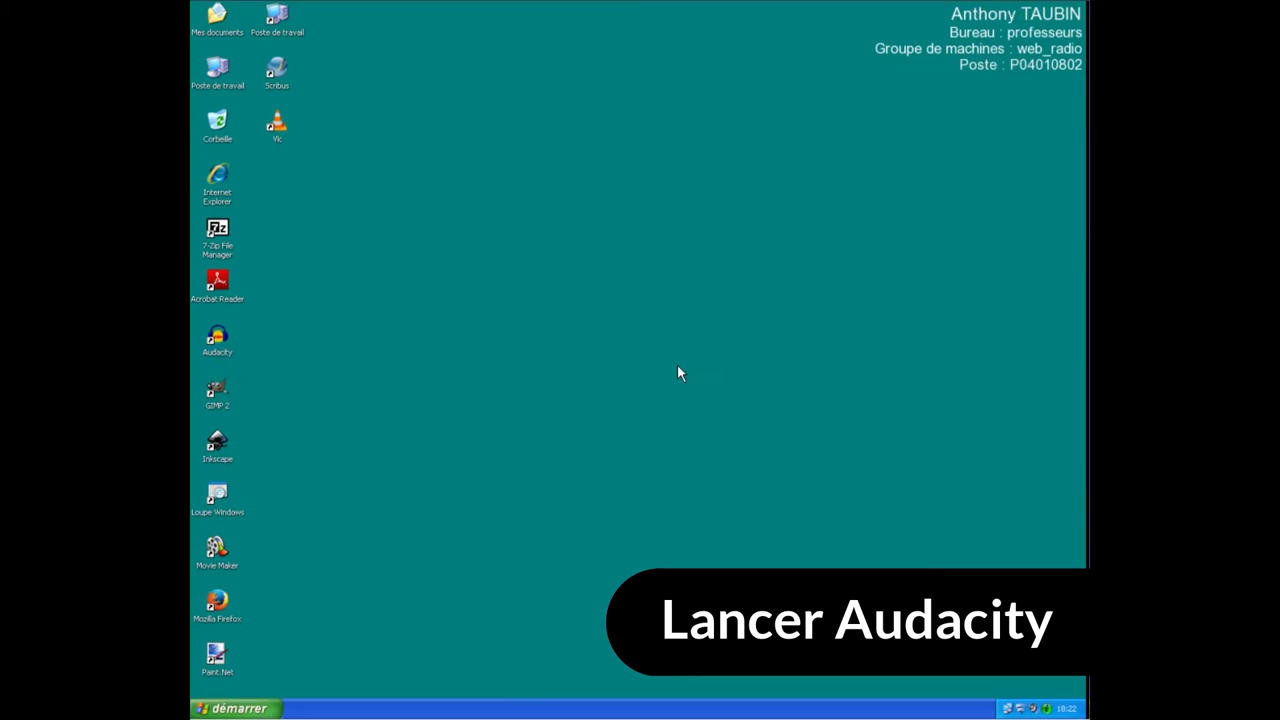 Anthony TAUBIN
Bureau : professeurs
Groupe de machines : web_radio
Poste : P04010802
Mes documents
Poste de travail
Poste de travail
Scribus
Corbeille
Vlc
Internet
Explorer
7-Zip File
Manager
Acrobat Reader
Audacity
GIMP 2
Inkscape
Loupe Windows
Movie Maker
Mozilla Firefox
Paint.Net
Lancer Audacity
démarrer
18:22